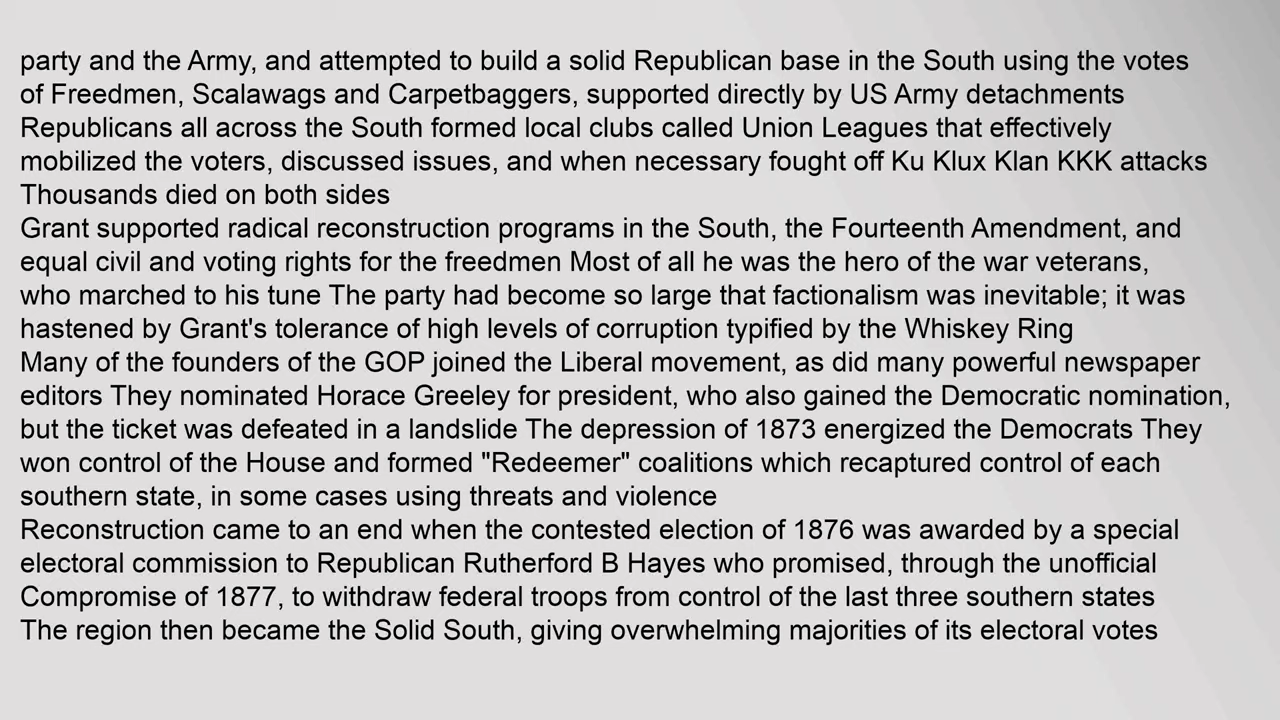 party and the Army, and attempted to build a solid Republican base in the South using the votes
of Freedmen, Scalawags and Carpetbaggers, supported directly by US Army detachments
Republicans all across the South formed local clubs called Union Leagues that effectively
mobilized the voters, discussed issues, and when necessary fought off Ku Klux Klan KKK attacks
Thousands died on both sides
Grant supported radical reconstruction programs in the South, the Fourteenth Amendment, and
equal civil and voting rights for the freedmen Most of all he was the hero of the war veterans,
who marched to his tune The party had become so large that factionalism was inevitable; it was
hastened by Grant's tolerance of high levels of corruption typified by the Whiskey Ring
Many of the founders of the GOP joined the Liberal movement, as did many powerful newspaper
editors They nominated Horace Greeley for president, who also gained the Democratic nomination,
but the ticket was defeated in a landslide The depression of 1873 energized the Democrats They
won control of the House and formed "Redeemer" coalitions which recaptured control of each
southern state, in some cases using threats and violence
Reconstruction came to an end when the contested election of 1876 was awarded by a special
electoral commission to Republican Rutherford B Hayes who promised, through the unofficial
Compromise of 1877, to withdraw federal troops from control of the last three southern states
The region then became the Solid South, giving overwhelming majorities of its electoral votes